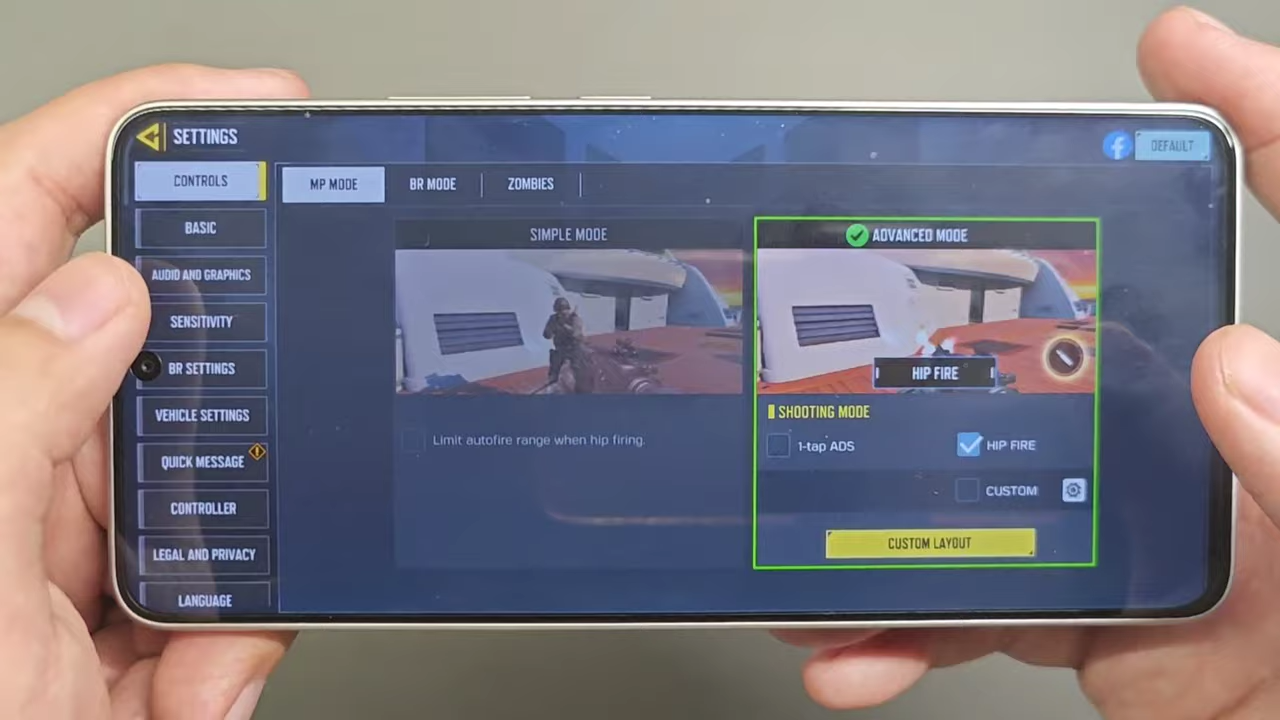 SETTINGS
DEFAULT
CONTROLS
BASIC
AUDIO AND GRAPHICS
SENSITIVITY
BR SETTINGS
VEHICLE SETTINGS
QUICK MESSAGE
CONTROLLER
LEGAL AND PRIVACY
LANGUAGE
MP MODE
BR MODE
ZOMBIES
SIMPLE MODE
Limit autofire range when hip firing.
ADVANCED MODE
HIP FIRE
SHOOTING MODE
1-tap ADS
HIP FIRE
CUSTOM
CUSTOM LAYOUT